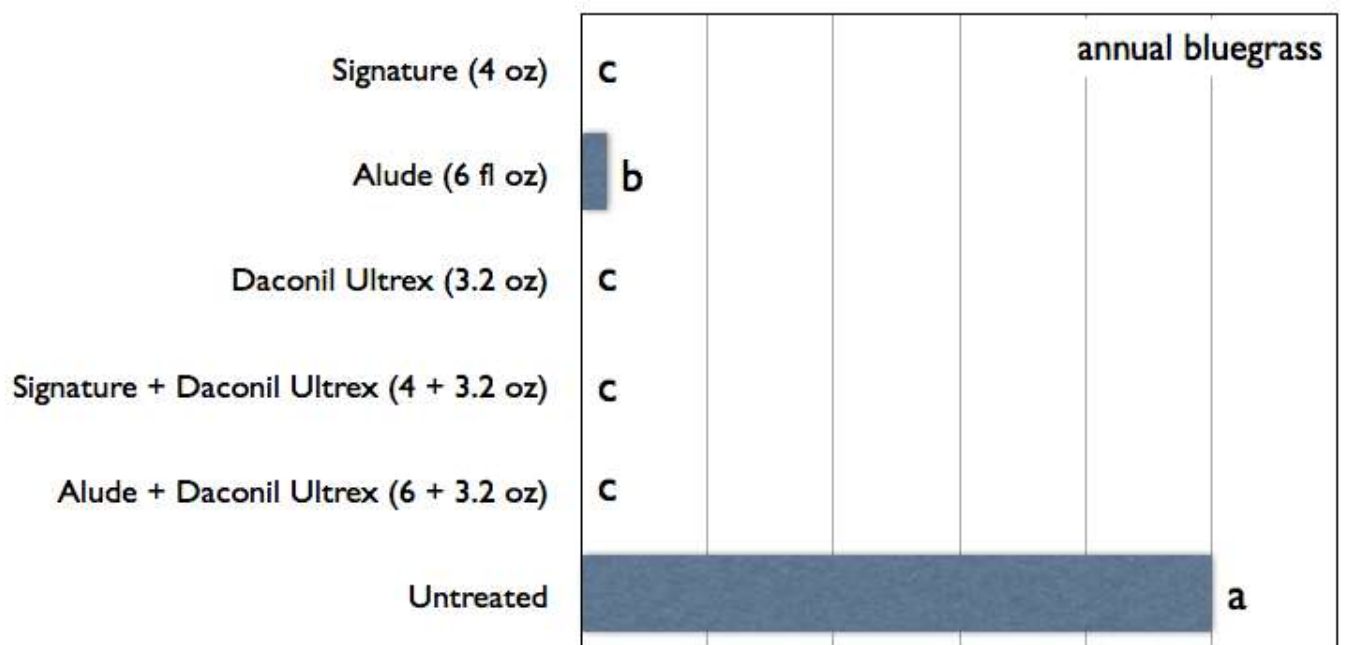 annual bluegrass
Signature (4 oz) c
Alude (6 fl oz) b
Daconil Ultrex (3.2 oz) c
Signature + Daconil Ultrex (4 + 3.2 oz) c
Alude + Daconil Ultrex (6 + 3.2 oz) c
Untreated a